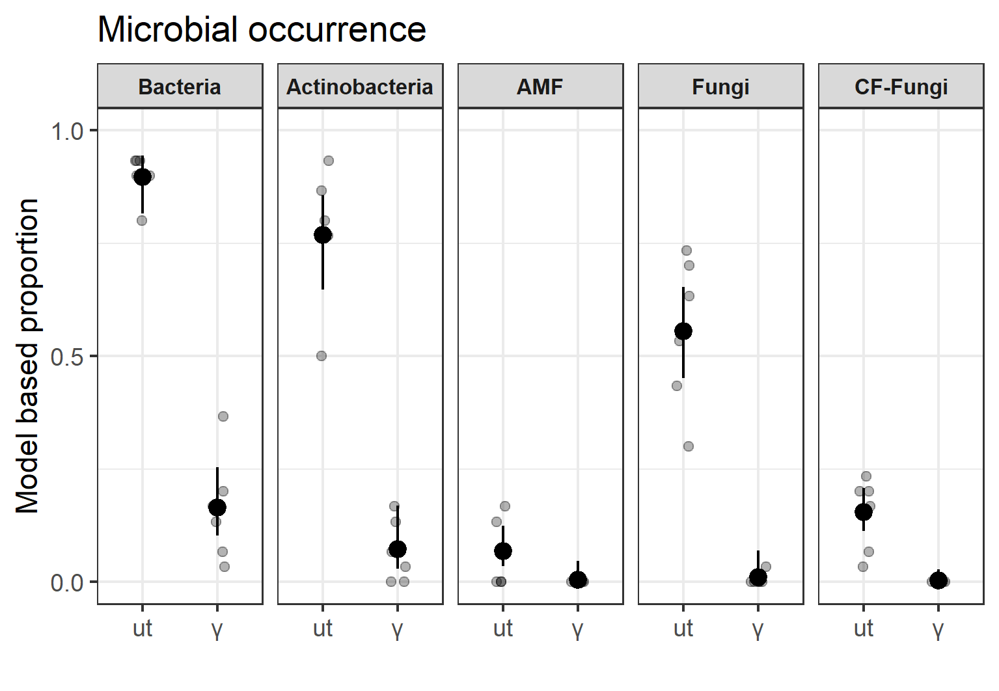 Microbial occurrence
Bacteria
Actinobacteria
AMF
Fungi
CF-Fungi
Model based proportion
1.0
0.5
0.0
ut γ
ut γ
ut γ
ut γ
ut γ